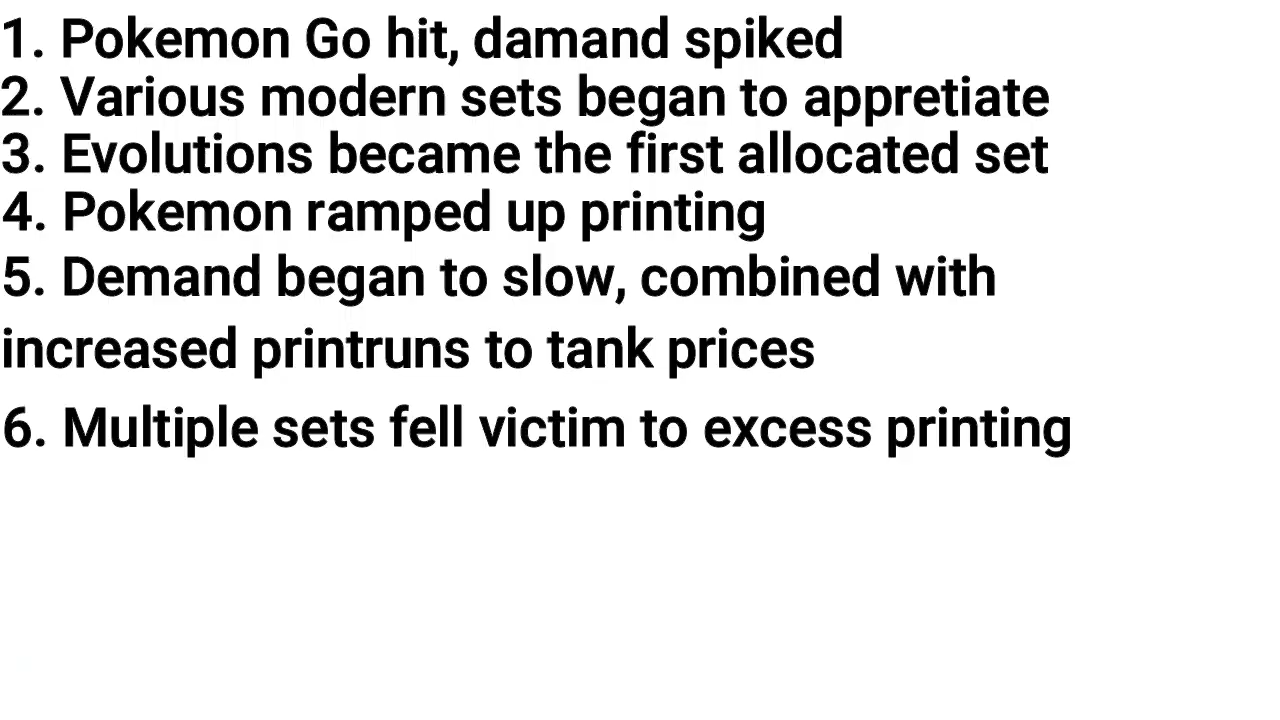 1. Pokemon Go hit, damand spiked
2. Various modern sets began to appretiate
3. Evolutions became the first allocated set
4. Pokemon ramped up printing
5. Demand began to slow, combined with
increased printruns to tank prices
6. Multiple sets fell victim to excess printing